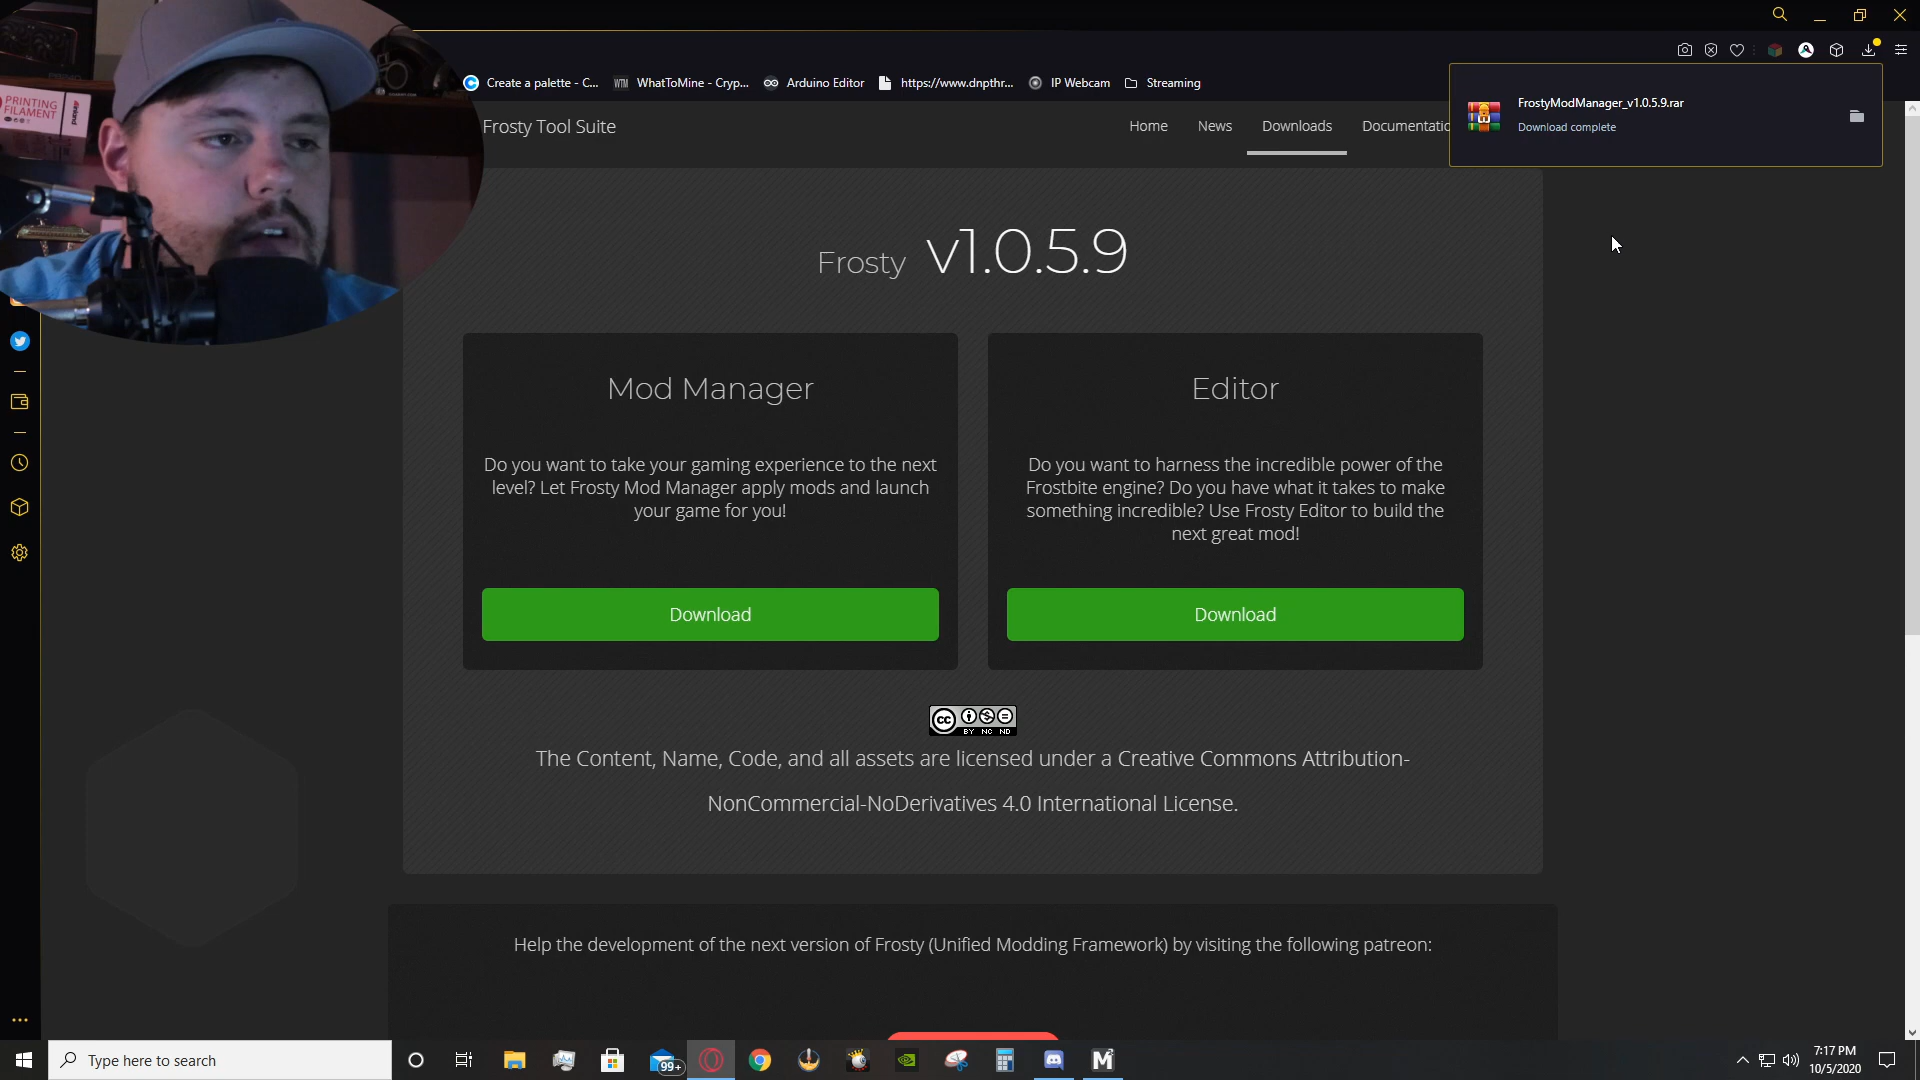 Create a palette - C...
WTM
WhatToMine - Cryp...
Arduino Editor
https://www.dnpthr...
IP Webcam
Streaming
FrostyModManager_v1.0.5.9.rar
Download complete
PRINTING
FILAMENT
Frosty Tool Suite
Home
News
Downloads
Documentatio
Frosty v1.0.5.9
Mod Manager
Do you want to take your gaming experience to the next
level? Let Frosty Mod Manager apply mods and launch
your game for you!
Download
Editor
Do you want to harness the incredible power of the
Frostbite engine? Do you have what it takes to make
something incredible? Use Frosty Editor to build the
next great mod!
Download
cc
BY NC ND
The Content, Name, Code, and all assets are licensed under a Creative Commons Attribution-
NonCommercial-NoDerivatives 4.0 International License.
Help the development of the next version of Frosty (Unified Modding Framework) by visiting the following patreon:
Type here to search
99+
M
7:17 PM
10/5/2020